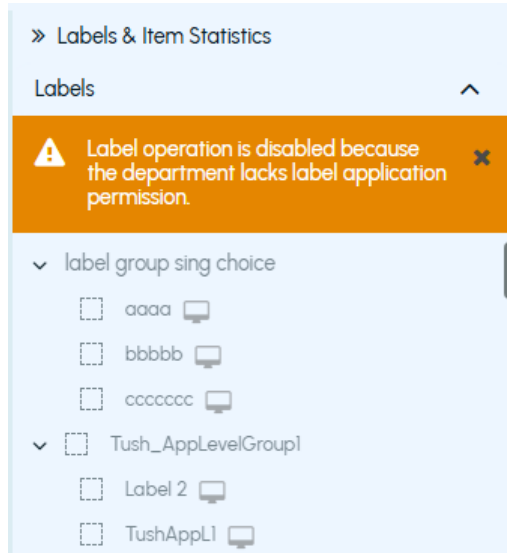 » Labels & Item Statistics
Labels
Label operation is disabled because
the department lacks label application
permission.
label group sing choice
aaaa
bbbbb
ccccccc
Tush_AppLevelGroup1
Label 2
TushAppL1